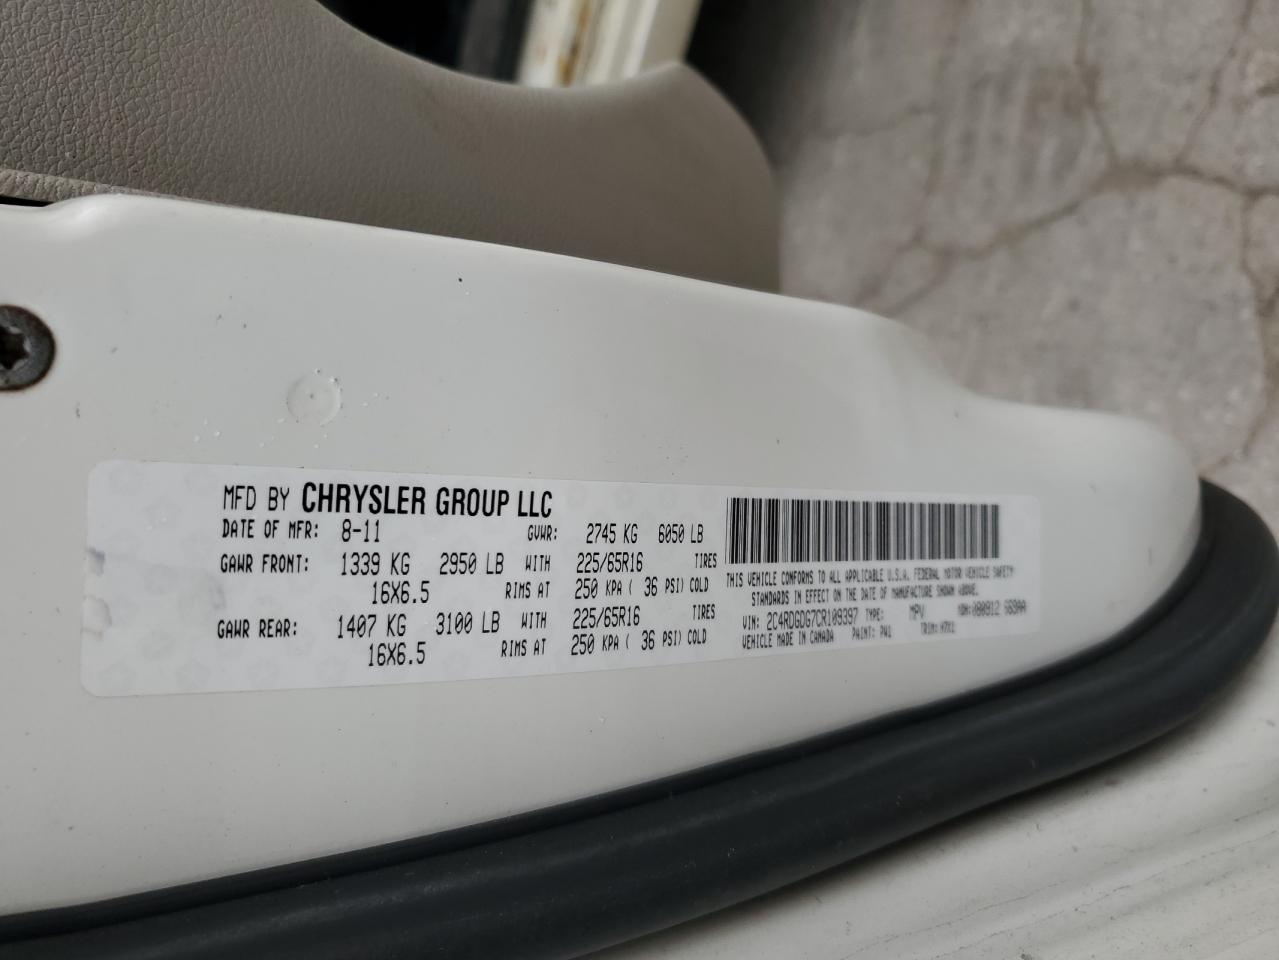 MFD BY CHRYSLER GROUP LLC
DATE OF MFR: 8-11 GVWR: 2745 KG 6050 LB
GAWR FRONT: 1339 KG 2950 LB WITH 225/65R16 TIRES
16X6.5 RIMS AT 250 KPA ( 36 PSI) COLD
GAWR REAR: 1407 KG 3100 LB WITH 225/65R16 TIRES
16X6.5 RIMS AT 250 KPA ( 36 PSI) COLD
THIS VEHICLE CONFORMS TO ALL APPLICABLE U.S.A. FEDERAL MOTOR VEHICLE SAFETY
STANDARDS IN EFFECT ON THE DATE OF MANUFACTURE SHOWN ABOVE.
VIN: 2C4RDGDG7CR109397 TYPE: MPV MDH:
VEHICLE MADE IN CANADA PAINT: PW1 TRIM: